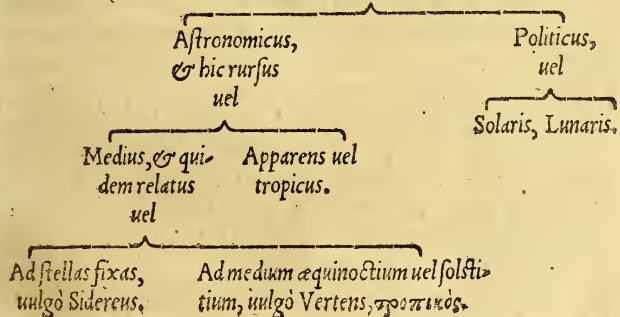 Aſtronomicus,
& hic rurſus
uel
Politicus,
uel
Solaris, Lunaris.
Medius, & qui-
dem relatus
uel
Apparens uel
tropicus.
Ad ſtellas fixas,
uulgò Sidereus.
Ad medium æquinoctium uel ſolſti-
tium, uulgò Vertens, τροπικός.